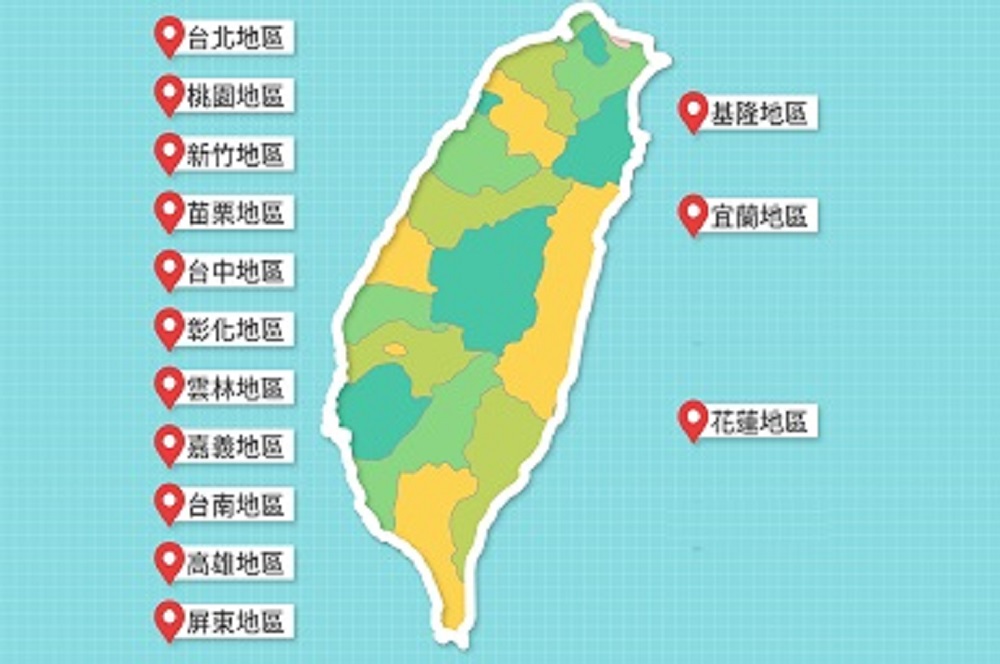 台北地區
桃園地區
新竹地區
苗栗地區
台中地區
彰化地區
雲林地區
嘉義地區
台南地區
高雄地區
屏東地區
基隆地區
宜蘭地區
花蓮地區